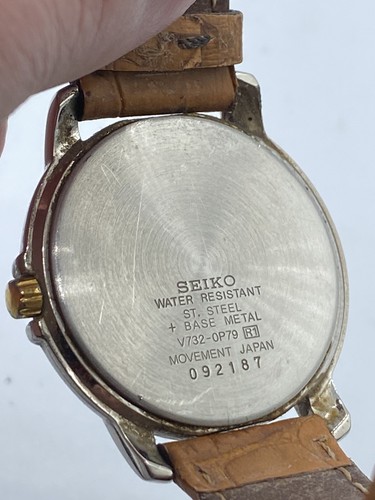 SEIKO
WATER RESISTANT
ST. STEEL
+ BASE METAL
V732-0P79 R1
MOVEMENT JAPAN
092187